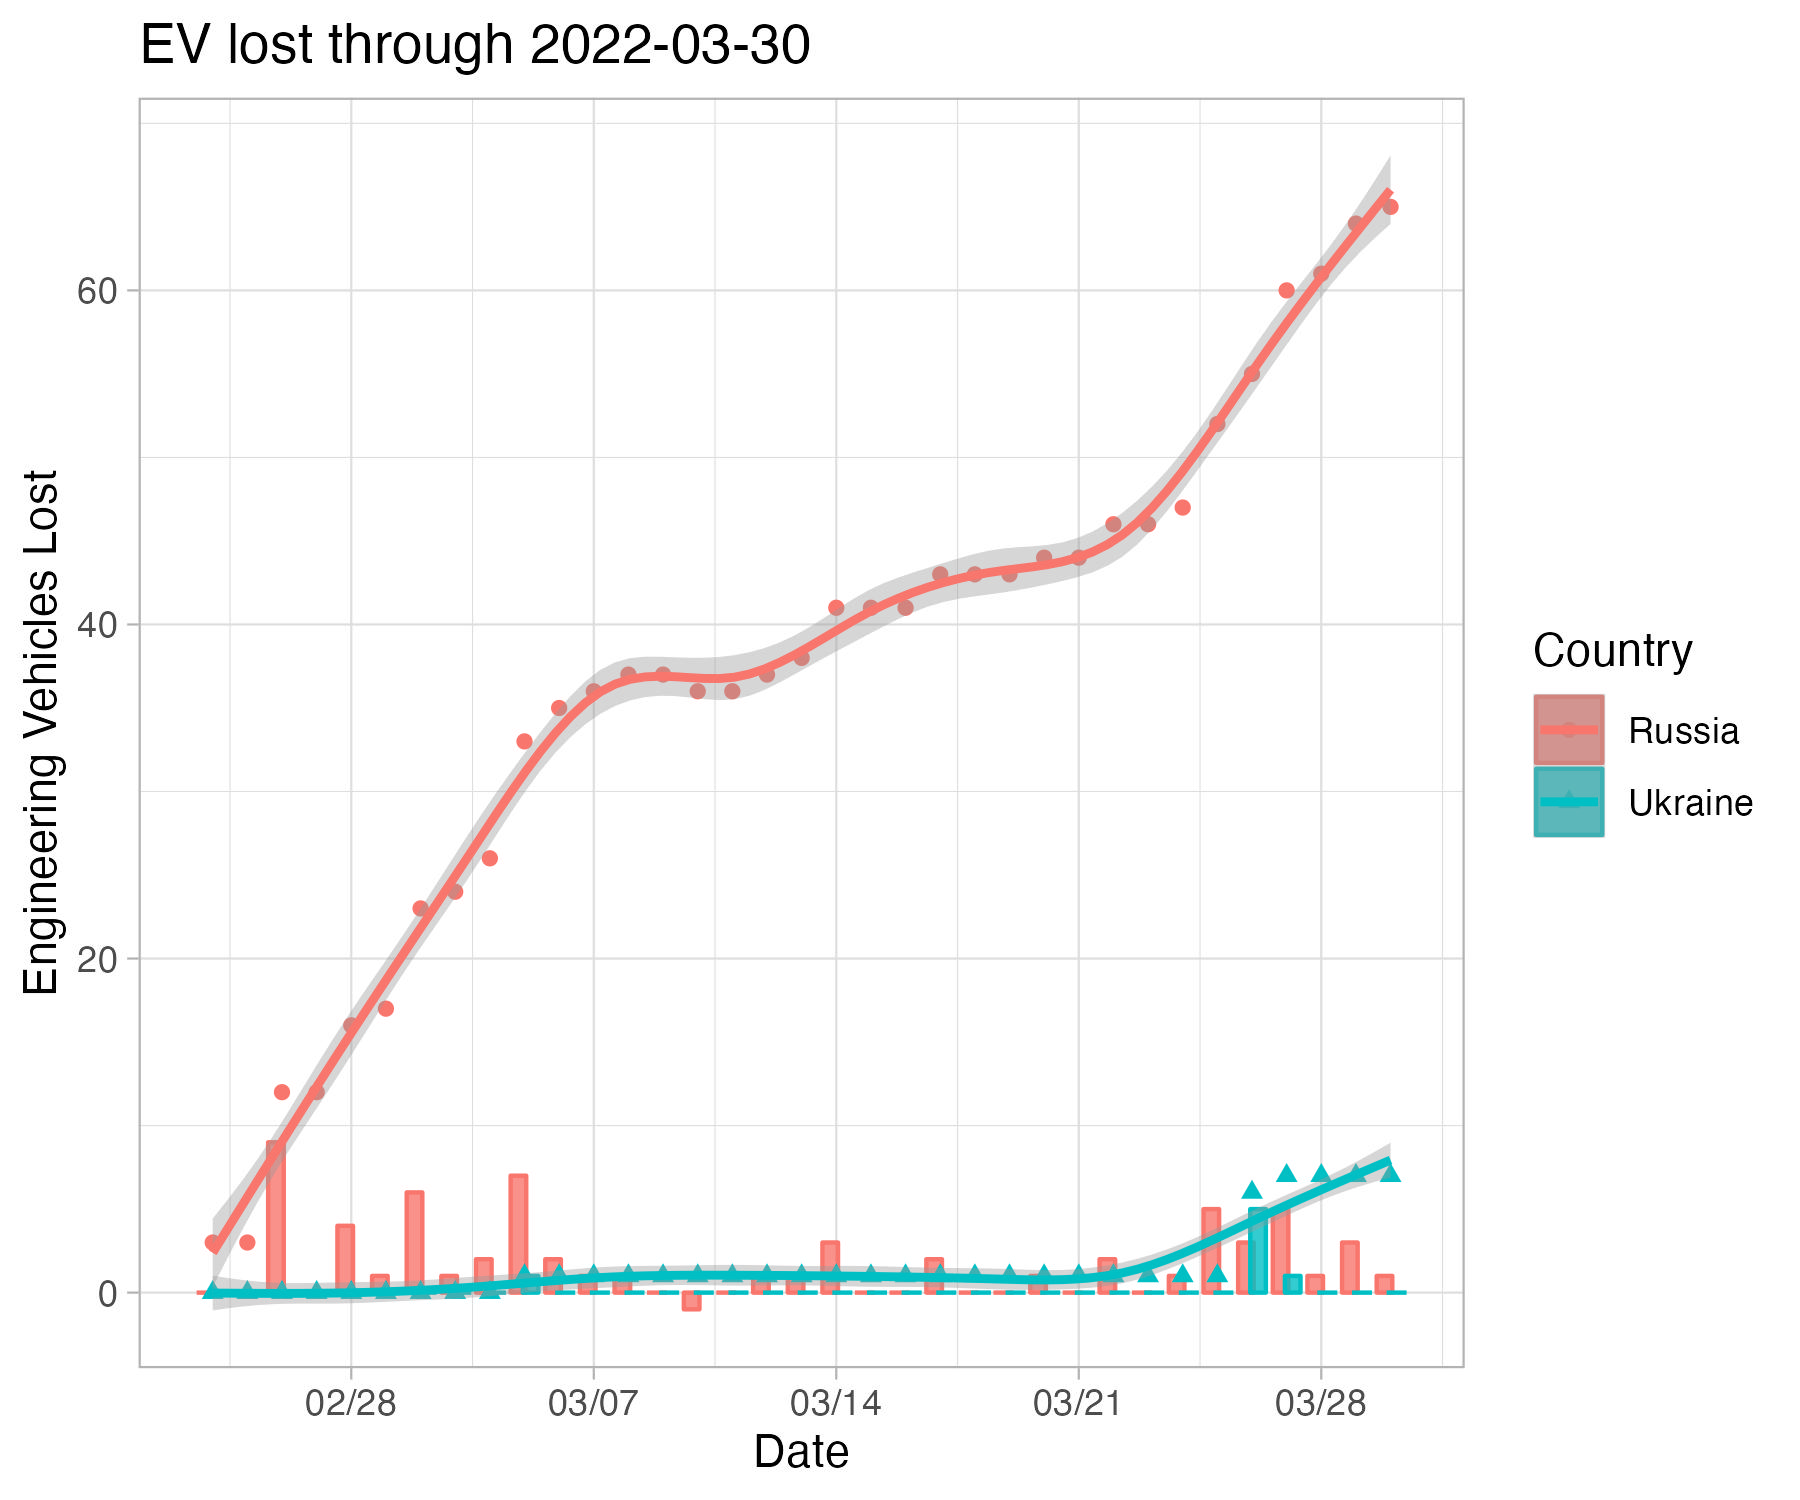 EV lost through 2022-03-30
Engineering Vehicles Lost
60
40
20
0
02/28
03/07
03/14
03/21
03/28
Date
Country
Russia
Ukraine